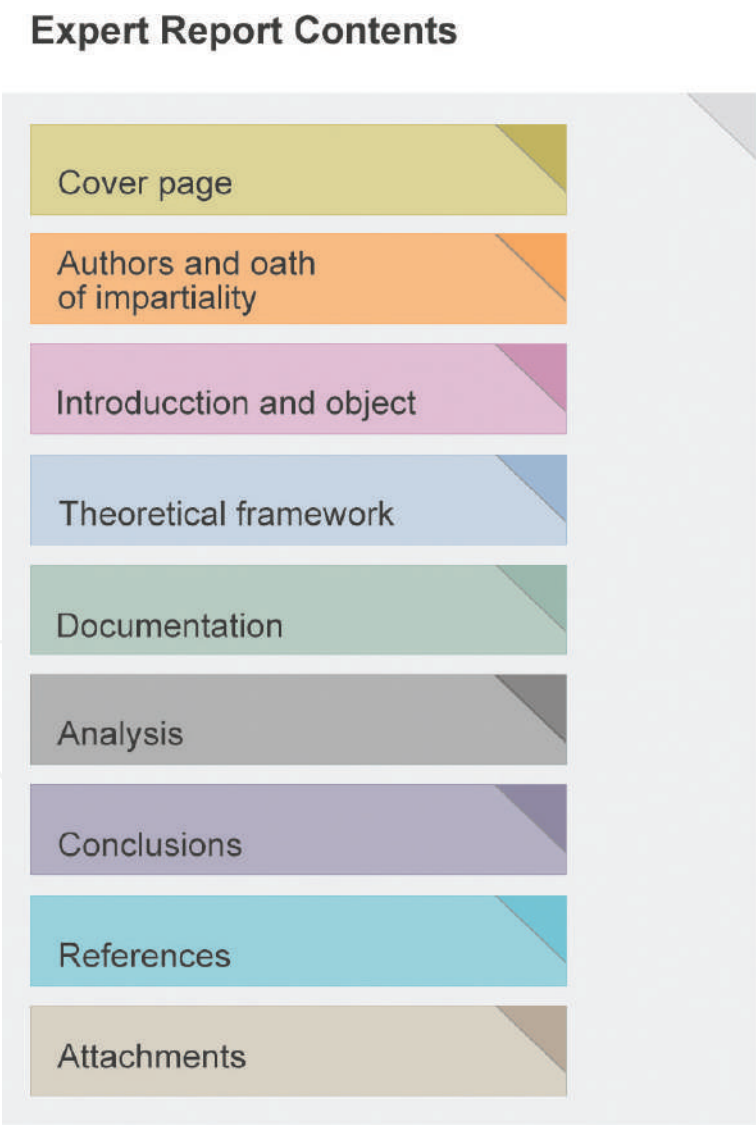 Expert Report Contents
Cover page
Authors and oath
of impartiality
Introducction and object
Theoretical framework
Documentation
Analysis
Conclusions
References
Attachments